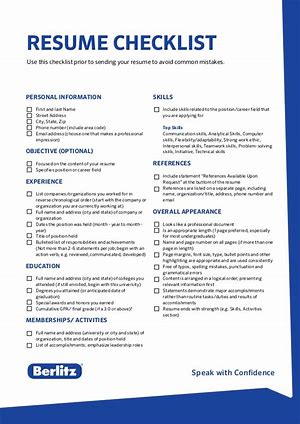 RESUME CHECKLIST
Use this checklist prior to sending your resume to avoid common mistakes.
PERSONAL INFORMATION
First and last Name
Street Address
City, State, Zip
Phone number (include area code)
Email address (choose one that makes a professional
impression)
OBJECTIVE (OPTIONAL)
Focused on the content of your resume
Specifies position or career field
EXPERIENCE
List companies/organizations you worked for in
reverse chronological order (start with the company or
organization you are currently working at)
Full name and address (city and state) of company or
organization
Dates the position was held (month - year to month-
year)
Title of position held
Bulleted list of responsibilities and achievements
(Not more than 2-6 statements per job; begin with an
action verb, e.g. reviewed, communicated, developed)
EDUCATION
Full name and address (city and state) of colleges you
attended (if still enrolled, begin with this university)
Degrees you attained (or anticipated date of
graduation)
Special awards and honors you earned
Cumulative GPA/ final grade (if a 3.0 or above)!
MEMBERSHIPS/ ACTIVITIES
Full name and address (university or city and state) of
organization, title and month date of position
List of accomplishments; emphasize leadership roles
SKILLS
Include skills related to the position/career field that
you are applying for
Top Skills
Communication skills, Analytical Skills, Computer
skills, Flexibility/adaptability, Strong work ethic,
Interpersonal skills, Teamwork skills, Problem-solving
skills, Initiative, Technical skills
REFERENCES
Include statement "References Available Upon
Request" at the bottom of the resume
References are listed on a separate page, including
name, organization/title, address, phone number and
email
OVERALL APPEARANCE
Looks like a professional document
Is an appropriate length (1 page preferred, especially
for appropriate length)
Name and page number on all pages (if more than one
page in length)
Page margins, font size, type, bullet points and other
highlighting are appropriate and are used consistently
Free of typos, spelling mistakes, punctuation and
grammatical errors
Content is arranged in a logical order, presenting
relevant information first
Statements demonstrate major accomplishments
rather than routine tasks/duties and results of
accomplishments
Resume ends with strength (e.g. Skills, Activities
section)
Berlitz
Speak with Confidence